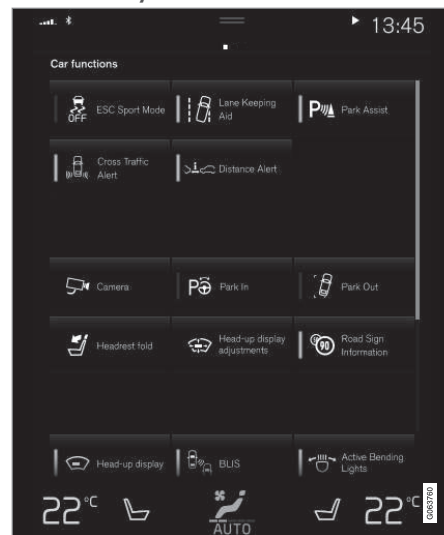 13:45
Car functions
OFF
ESC Sport Mode
Lane Keeping
Aid
P
Park Assist
Cross Traffic
Alert
Distance Alert
Camera
P
Park In
Park Out
Headrest fold
Head-up display
adjustments
90
Road Sign
Information
Head-up display
BLIS
Active Bending
Lights
22°C
AUTO
22°C
G063760